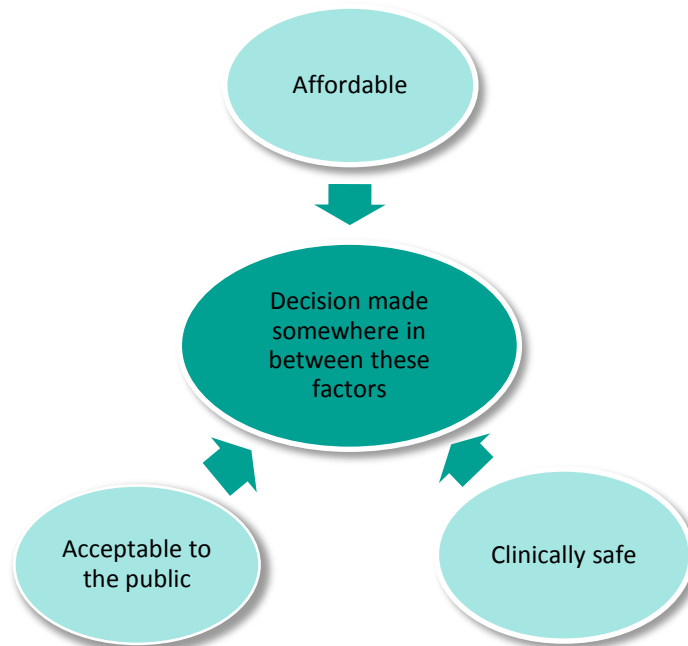 Affordable
Decision made
somewhere in
between these
factors
Acceptable to
the public
Clinically safe